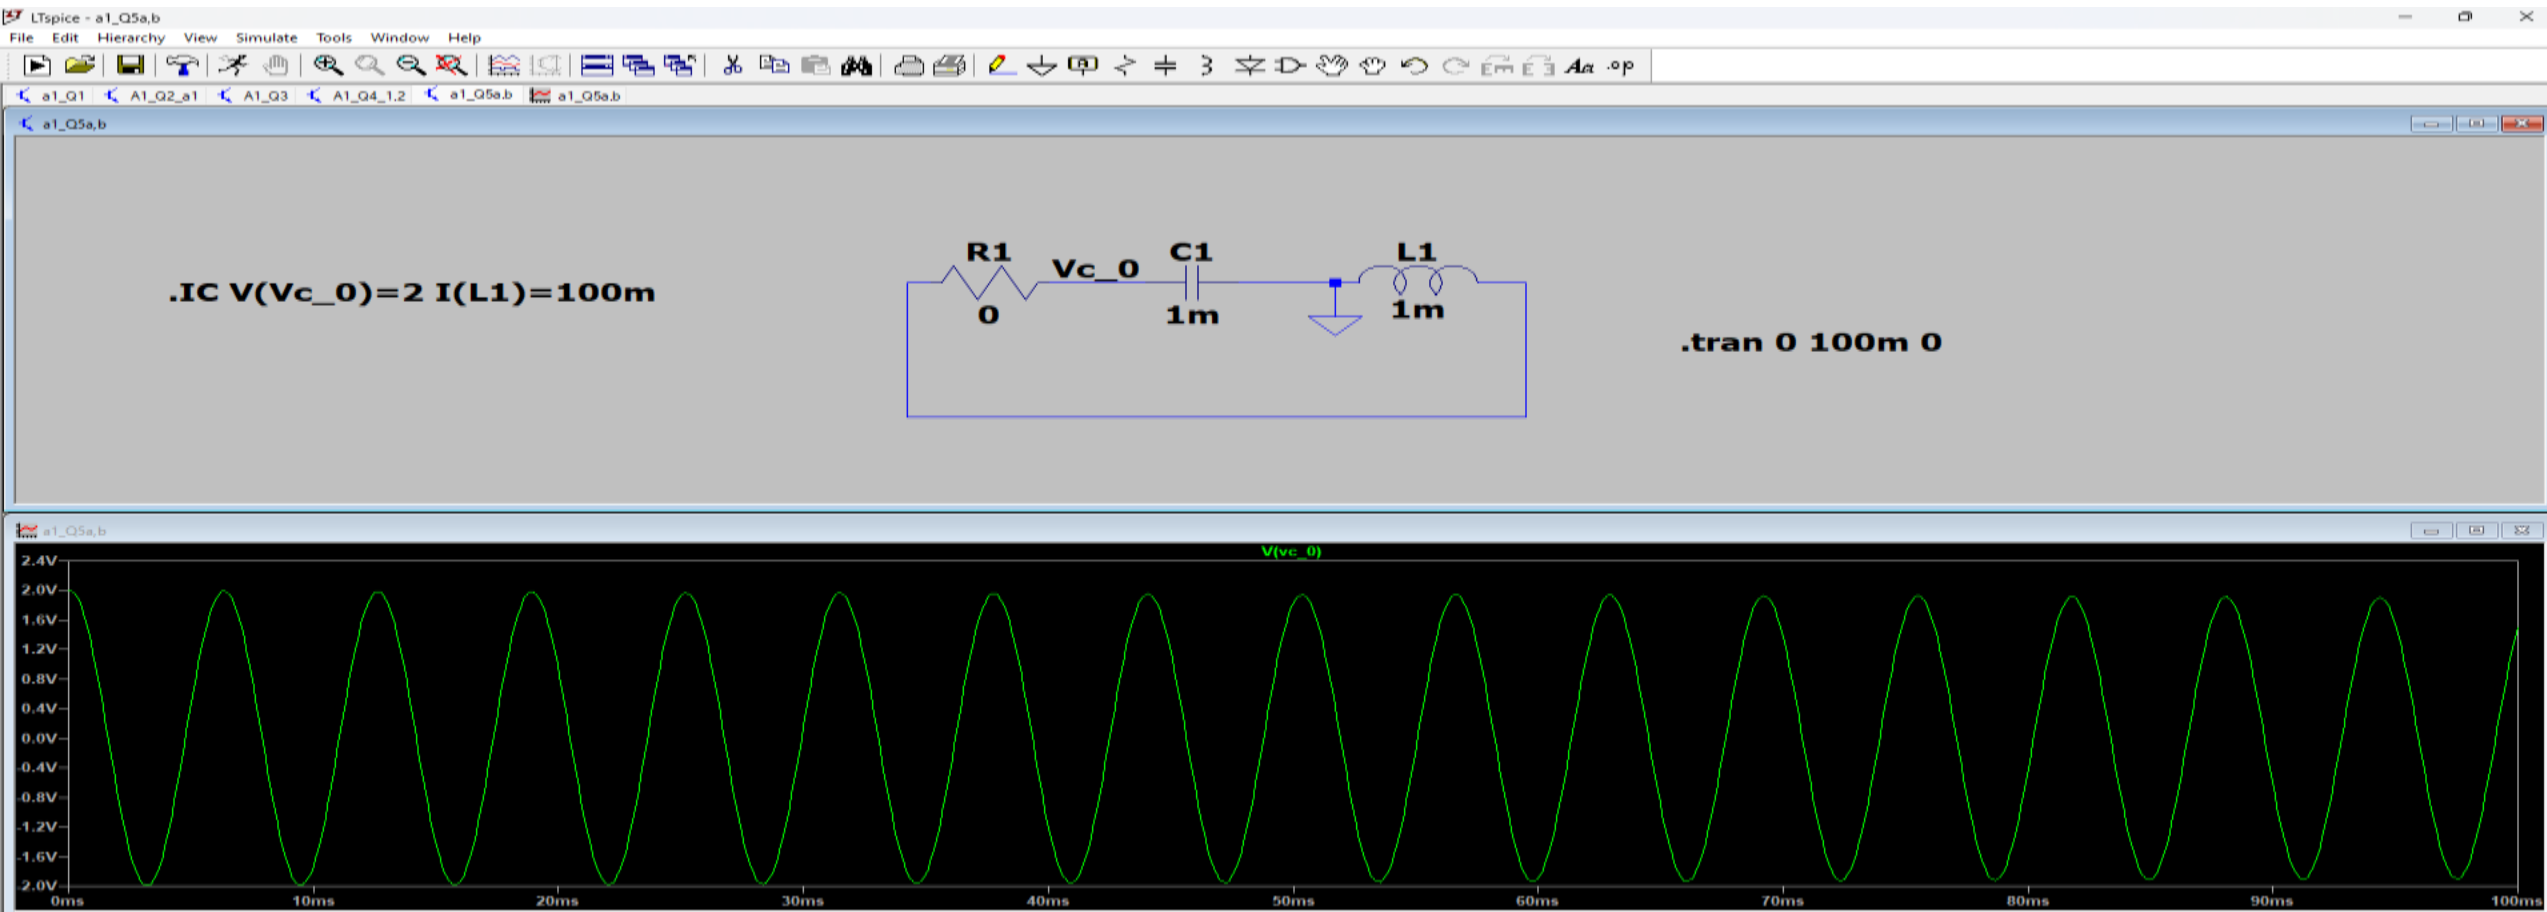 LTspice - a1_Q5a,b
File Edit Hierarchy View Simulate Tools Window Help
Aa .op
a1_Q1 A1_Q2_a1 A1_Q3 A1_Q4_1.2 a1_Q5a.b a1_Q5a.b
a1_Q5a,b
R1 Vc_0 C1 L1
.IC V(Vc_0)=2 I(L1)=100m
0 1m 1m
.tran 0 100m 0
a1_Q5a,b
V(vc_0)
2.4V
2.0V
1.6V
1.2V
0.8V
0.4V
0.0V
-0.4V
-0.8V
-1.2V
-1.6V
-2.0V
0ms 10ms 20ms 30ms 40ms 50ms 60ms 70ms 80ms 90ms 100ms